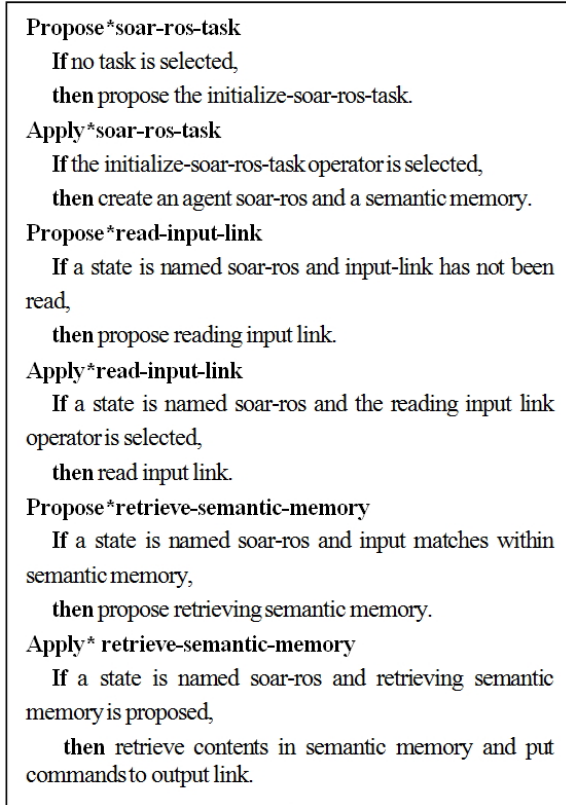 Propose*soar-ros-task
If no task is selected,
then propose the initialize-soar-ros-task.
Apply*soar-ros-task
If the initialize-soar-ros-task operator is selected,
then create an agent soar-ros and a semantic memory.
Propose*read-input-link
If a state is named soar-ros and input-link has not been
read,
then propose reading input link.
Apply*read-input-link
If a state is named soar-ros and the reading input link
operator is selected,
then read input link.
Propose*retrieve-semantic-memory
If a state is named soar-ros and input matches within
semantic memory,
then propose retrieving semantic memory.
Apply* retrieve-semantic-memory
If a state is named soar-ros and retrieving semantic
memory is proposed,
then retrieve contents in semantic memory and put
commands to output link.